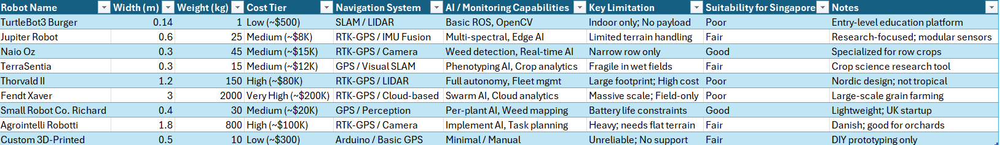 Robot Name Width (m) Weight (kg) Cost Tier Navigation System AI / Monitoring Capabilities Key Limitation Suitability for Singapore Notes
TurtleBot3 Burger 0.14 1 Low (~$500) SLAM / LIDAR Basic ROS, OpenCV Indoor only; No payload Poor Entry-level education platform
Jupiter Robot 0.6 25 Medium (~$8K) RTK-GPS / IMU Fusion Multi-spectral, Edge AI Limited terrain handling Fair Research-focused; modular sensors
Naio Oz 0.3 45 Medium (~$15K) RTK-GPS / Camera Weed detection, Real-time AI Narrow row only Good Specialized for row crops
TerraSentia 0.3 15 Medium (~$12K) GPS / Visual SLAM Phenotyping AI, Crop analytics Fragile in wet fields Fair Crop science research tool
Thorvald II 1.2 150 High (~$80K) RTK-GPS / LIDAR Full autonomy, Fleet mgmt Large footprint; High cost Poor Nordic design; not tropical
Fendt Xaver 3 2000 Very High (~$200K) RTK-GPS / Cloud-based Swarm AI, Cloud analytics Massive scale; Field-only Poor Large-scale grain farming
Small Robot Co. Richard 0.4 30 Medium (~$20K) GPS / Perception Per-plant AI, Weed mapping Battery life constraints Good Lightweight; UK startup
Agrointelli Robotti 1.8 800 High (~$100K) RTK-GPS / Camera Implement AI, Task planning Heavy; needs flat terrain Fair Danish; good for orchards
Custom 3D-Printed 0.5 10 Low (~$300) Arduino / Basic GPS Minimal / Manual Unreliable; No support Fair DIY prototyping only